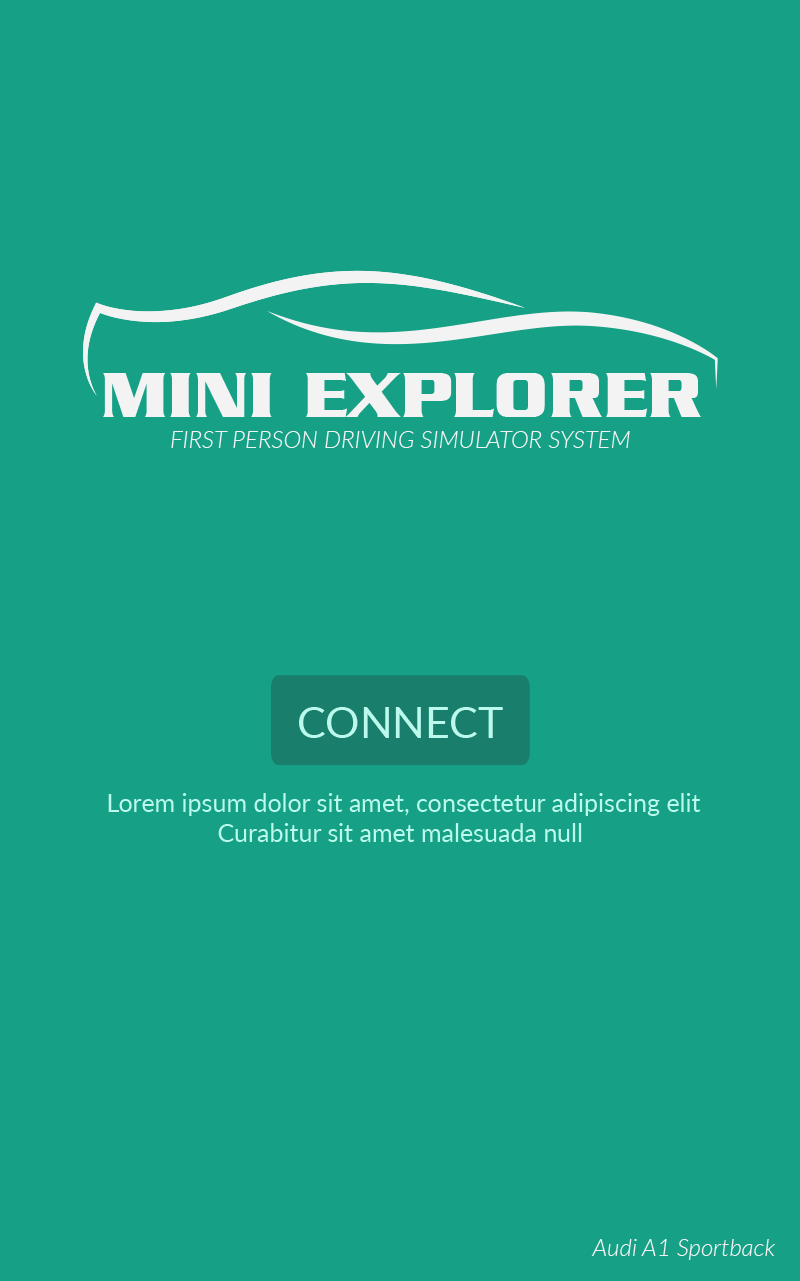 MINI EXPLORER
FIRST PERSON DRIVING SIMULATOR SYSTEM
CONNECT
Lorem ipsum dolor sit amet, consectetur adipiscing elit
Curabitur sit amet malesuada null
Audi A1 Sportback